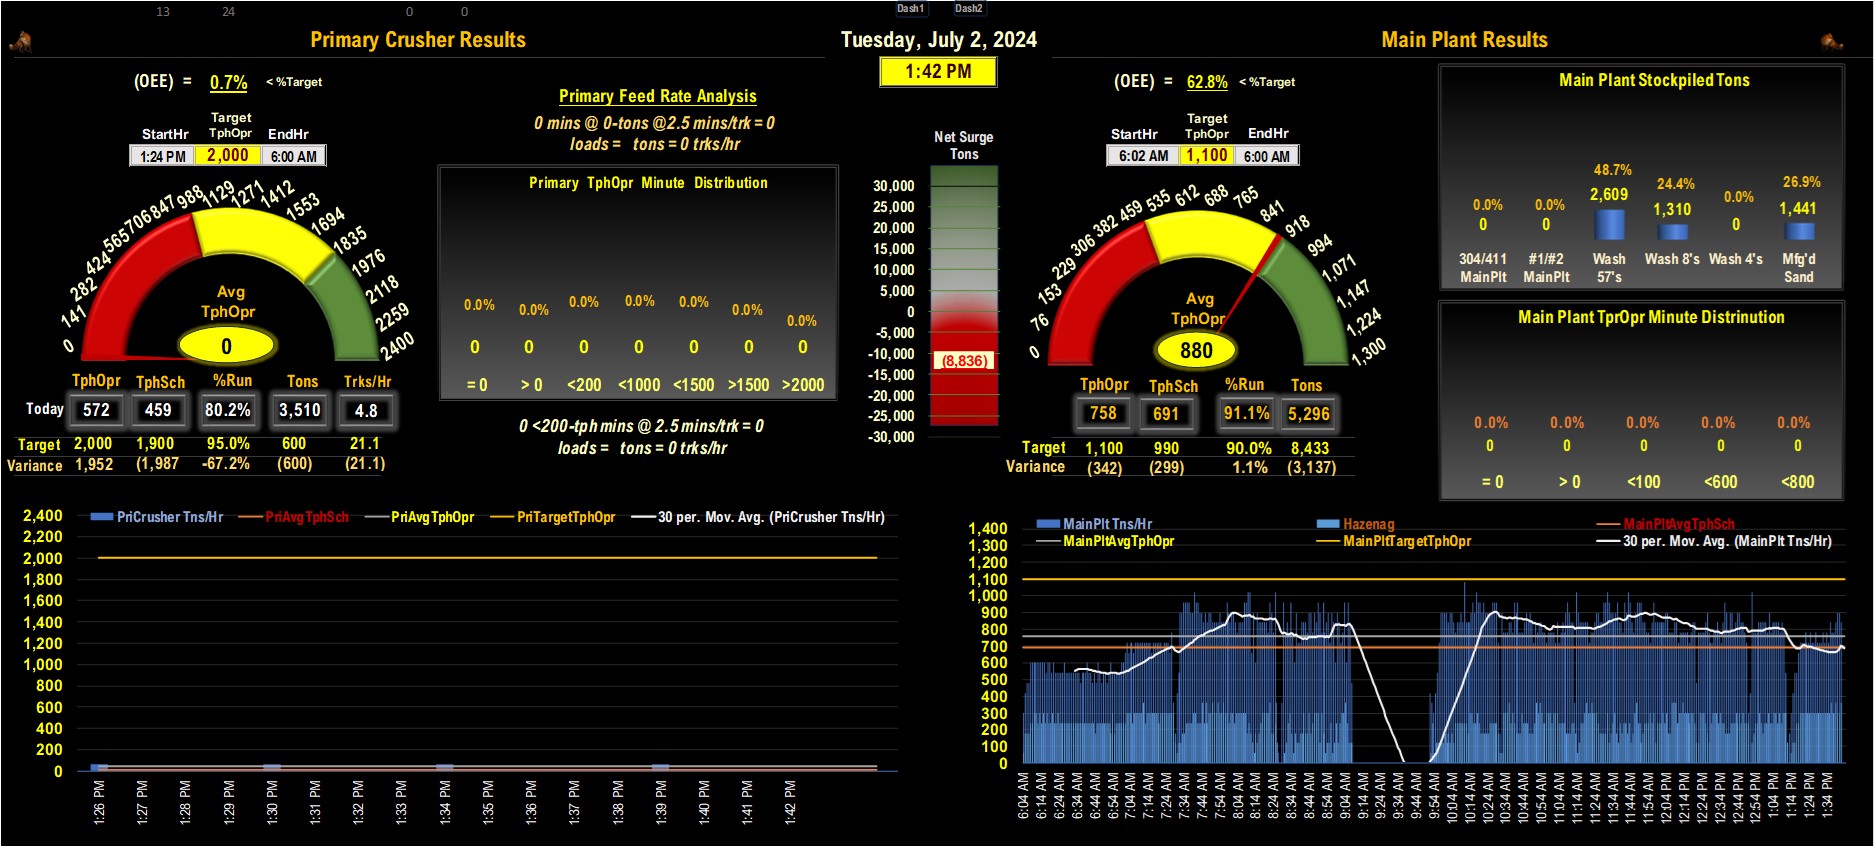 13 24 0 0 Dash1 Dash2
Primary Crusher Results
Tuesday, July 2, 2024
Main Plant Results
1:42 PM
(OEE) = 0.7% < %Target
Target
StartHr TphOpr EndHr
1:24 PM 2,000 6:00 AM
0 141 282 424 565 706 847 988 1129 1271 1412 1553 1694 1835 1976 2118 2259 2400
Avg
TphOpr
0
TphOpr TphSch %Run Tons Trks/Hr
Today 572 459 80.2% 3,510 4.8
Target 2,000 1,900 95.0% 600 21.1
Variance 1,952 (1,987 -67.2% (600) (21.1)
Primary Feed Rate Analysis
0 mins @ 0-tons @2.5 mins/trk = 0
loads = tons = 0 trks/hr
Primary TphOpr Minute Distribution
0.0% 0.0% 0.0% 0.0% 0.0% 0.0% 0.0%
0 0 0 0 0 0 0
= 0 > 0 <200 <1000 <1500 >1500 >2000
0 <200-tph mins @ 2.5 mins/trk = 0
loads = tons = 0 trks/hr
Net Surge
Tons
30,000
25,000
20,000
15,000
10,000
5,000
0
-5,000
-10,000
(8,836)
-15,000
-20,000
-25,000
-30,000
(OEE) = 62.8% < %Target
Target
StartHr TphOpr EndHr
6:02 AM 1,100 6:00 AM
0 76 153 229 306 382 459 535 612 688 765 841 918 994 1,071 1,147 1,224 1,300
Avg
TphOpr
880
TphOpr TphSch %Run Tons
758 691 91.1% 5,296
Target 1,100 990 90.0% 8,433
Variance (342) (299) 1.1% (3,137)
Main Plant Stockpiled Tons
0.0% 0.0% 48.7% 24.4% 0.0% 26.9%
0 0 2,609 1,310 0 1,441
304/411 #1/#2 Wash Wash 8's Wash 4's Mfg'd
MainPlt MainPlt 57's Sand
Main Plant TprOpr Minute Distrinution
0.0% 0.0% 0.0% 0.0% 0.0%
0 0 0 0 0
= 0 > 0 <100 <600 <800
PriCrusher Tns/Hr PriAvgTphSch PriAvgTphOpr PriTargetTphOpr 30 per. Mov. Avg. (PriCrusher Tns/Hr)
2,400
2,200
2,000
1,800
1,600
1,400
1,200
1,000
800
600
400
200
0
1:26 PM 1:27 PM 1:28 PM 1:29 PM 1:30 PM 1:31 PM 1:32 PM 1:33 PM 1:34 PM 1:35 PM 1:36 PM 1:37 PM 1:38 PM 1:39 PM 1:40 PM 1:41 PM 1:42 PM
MainPlt Tns/Hr Hazenag MainPltAvgTphSch
MainPltAvgTphOpr MainPltTargetTphOpr 30 per. Mov. Avg. (MainPlt Tns/Hr)
1,400
1,300
1,200
1,100
1,000
900
800
700
600
500
400
300
200
100
0
6:04 AM 6:14 AM 6:24 AM 6:34 AM 6:44 AM 6:54 AM 7:04 AM 7:14 AM 7:24 AM 7:34 AM 7:44 AM 7:54 AM 8:04 AM 8:14 AM 8:24 AM 8:34 AM 8:44 AM 8:54 AM 9:04 AM 9:14 AM 9:24 AM 9:34 AM 9:44 AM 9:54 AM 10:04 AM 10:14 AM 10:24 AM 10:34 AM 10:44 AM 10:54 AM 11:04 AM 11:14 AM 11:24 AM 11:34 AM 11:44 AM 11:54 AM 12:04 PM 12:14 PM 12:24 PM 12:34 PM 12:44 PM 12:54 PM 1:04 PM 1:14 PM 1:24 PM 1:34 PM